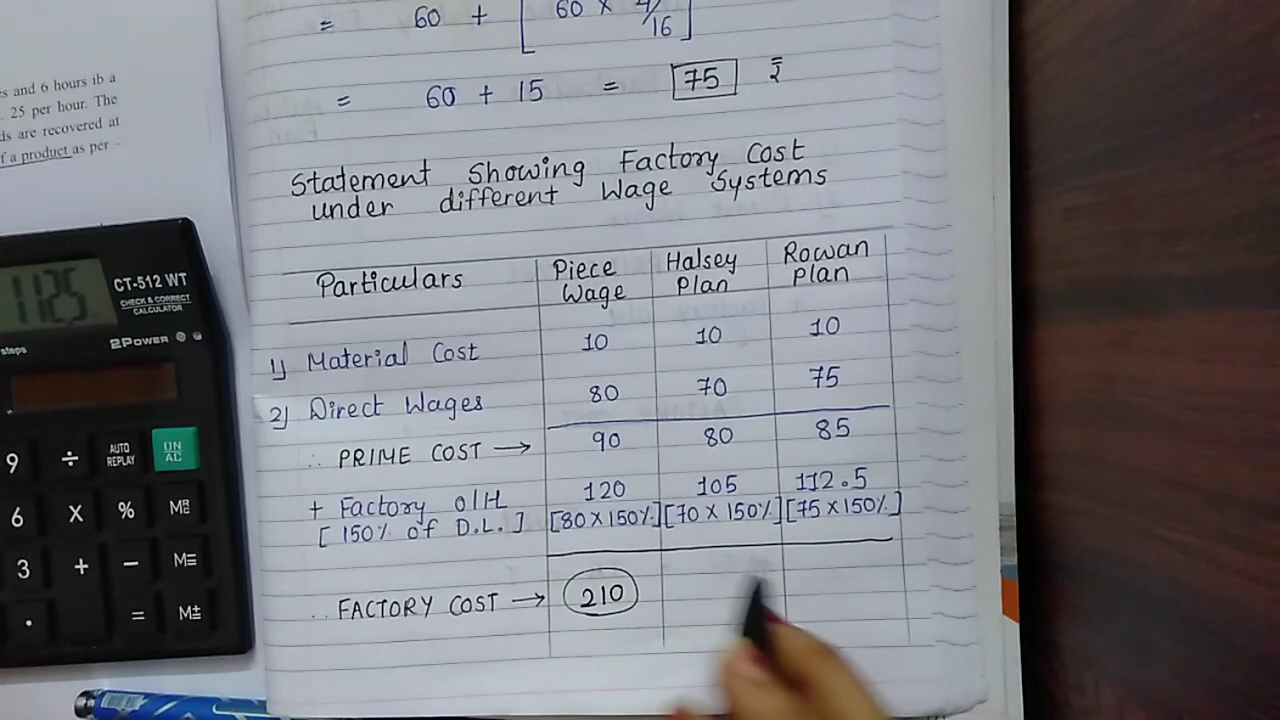 = 60 + [ 60 × 4/16 ]
= 60 + 15 = 75 ₹
s and 6 hours ib a
. 25 per hour. The
ds are recovered at
f a product as per –
Statement Showing Factory Cost
under different Wage Systems
Particulars Piece Wage Halsey Plan Rowan Plan
1) Material Cost 10 10 10
2) Direct Wages 80 70 75
∴ PRIME COST → 90 80 85
+ Factory O/H 120 105 112.5
[ 150% of D.L. ] [80 × 150%] [70 × 150%] [75 × 150%]
∴ FACTORY COST → 210
1125
CT-512 WT
CHECK & CORRECT
CALCULATOR
steps
2POWER
9 ÷ AUTO REPLAY ON AC
6 X % MR
3 + − M=
. = M±